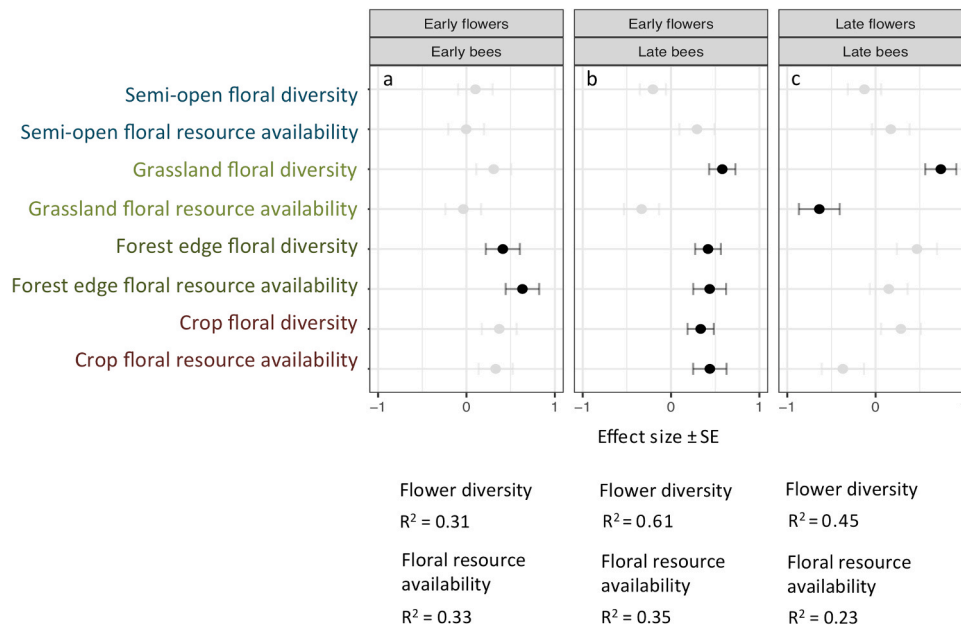 Early flowers
Early flowers
Late flowers
Early bees
Late bees
Late bees
a
b
c
Semi-open floral diversity
Semi-open floral resource availability
Grassland floral diversity
Grassland floral resource availability
Forest edge floral diversity
Forest edge floral resource availability
Crop floral diversity
Crop floral resource availability
−1 0 1
−1 0 1
−1 0 1
Effect size ± SE
Flower diversity
R² = 0.31
Floral resource
availability
R² = 0.33
Flower diversity
R² = 0.61
Floral resource
availability
R² = 0.35
Flower diversity
R² = 0.45
Floral resource
availability
R² = 0.23